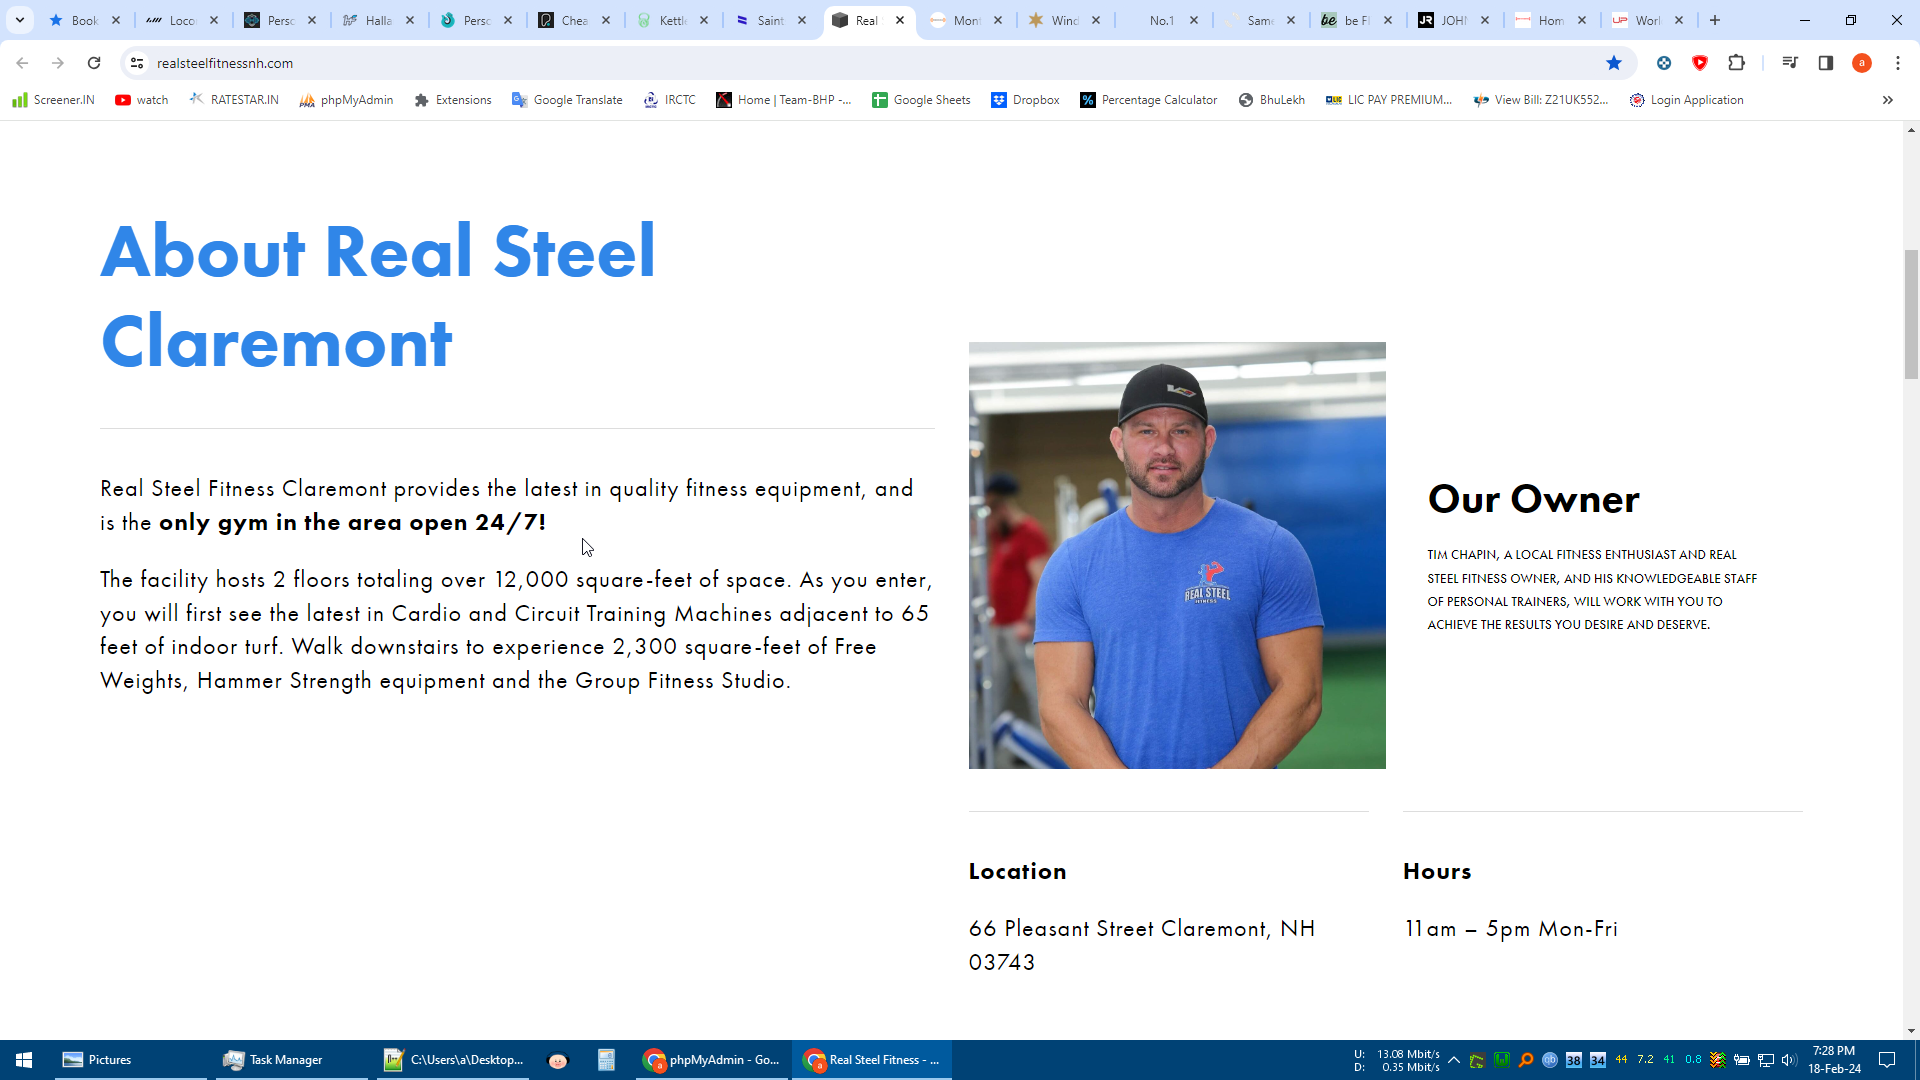 Book
Loco
Perso
Halla
Perso
Chea
Kettl
Saint
Real S
Mont
Wind
No.1
Same
be Fl
JOHN
Hom
Worl
realsteelfitnessnh.com
Screener.IN
watch
RATESTAR.IN
phpMyAdmin
Extensions
Google Translate
IRCTC
Home | Team-BHP -...
Google Sheets
Dropbox
Percentage Calculator
BhuLekh
LIC PAY PREMIUM...
View Bill: Z21UK552...
Login Application
About Real Steel
Claremont
Real Steel Fitness Claremont provides the latest in quality fitness equipment, and
is the only gym in the area open 24/7!
The facility hosts 2 floors totaling over 12,000 square-feet of space. As you enter,
you will first see the latest in Cardio and Circuit Training Machines adjacent to 65
feet of indoor turf. Walk downstairs to experience 2,300 square-feet of Free
Weights, Hammer Strength equipment and the Group Fitness Studio.
REAL STEEL
FITNESS
Our Owner
TIM CHAPIN, A LOCAL FITNESS ENTHUSIAST AND REAL
STEEL FITNESS OWNER, AND HIS KNOWLEDGEABLE STAFF
OF PERSONAL TRAINERS, WILL WORK WITH YOU TO
ACHIEVE THE RESULTS YOU DESIRE AND DESERVE.
Location
66 Pleasant Street Claremont, NH
03743
Hours
11am – 5pm Mon-Fri
Pictures
Task Manager
C:\Users\a\Desktop...
phpMyAdmin - Go...
Real Steel Fitness - ...
U: 13.08 Mbit/s
D: 0.35 Mbit/s
38 34 44 7.2 41 0.8
7:28 PM
18-Feb-24